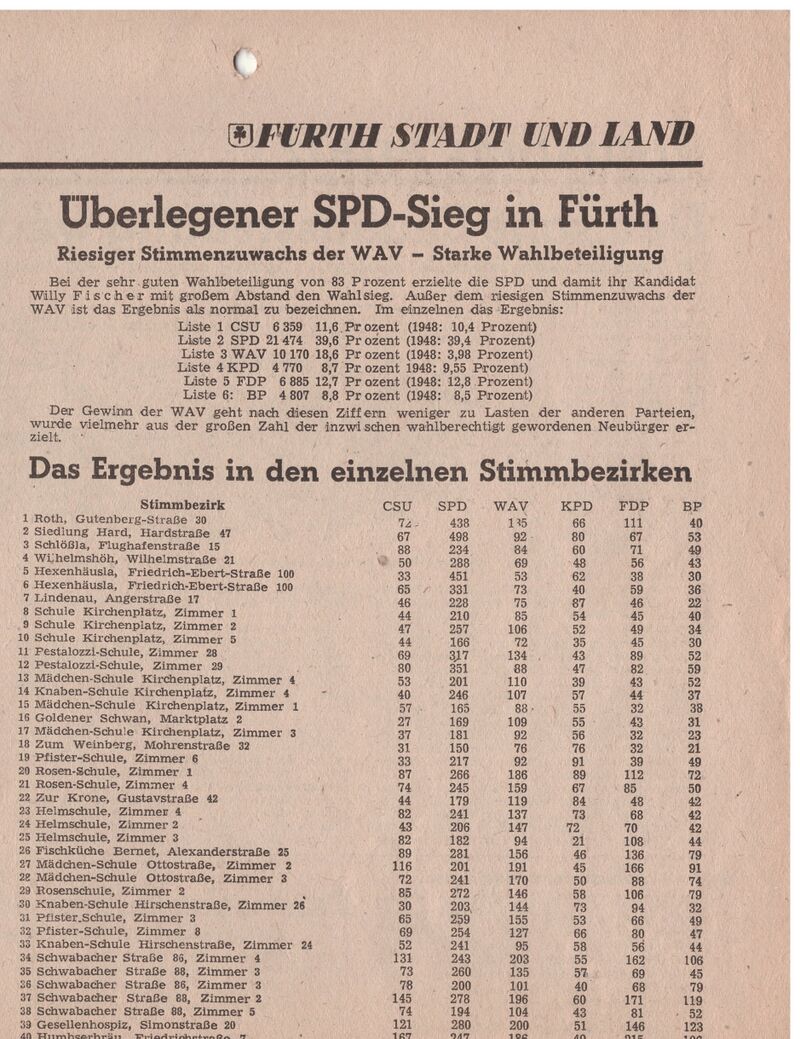 FÜRTH STADT UND LAND
Überlegener SPD-Sieg in Fürth
Riesiger Stimmenzuwachs der WAV – Starke Wahlbeteiligung
Bei der sehr guten Wahlbeteiligung von 83 Prozent erzielte die SPD und damit ihr Kandidat
Willy Fischer mit großem Abstand den Wahlsieg. Außer dem riesigen Stimmenzuwachs der
WAV ist das Ergebnis als normal zu bezeichnen. Im einzelnen das Ergebnis:
Liste 1 CSU 6 359 11,6 Prozent (1948: 10,4 Prozent)
Liste 2 SPD 21 474 39,6 Prozent (1948: 39,4 Prozent)
Liste 3 WAV 10 170 18,6 Prozent (1948: 3,98 Prozent)
Liste 4 KPD 4 770 8,7 Prozent 1948: 9,55 Prozent)
Liste 5 FDP 6 885 12,7 Prozent (1948: 12,8 Prozent)
Liste 6: BP 4 807 8,8 Prozent (1948: 8,5 Prozent)
Der Gewinn der WAV geht nach diesen Ziffern weniger zu Lasten der anderen Parteien,
wurde vielmehr aus der großen Zahl der inzwischen wahlberechtigt gewordenen Neubürger er-
zielt.
Das Ergebnis in den einzelnen Stimmbezirken
Stimmbezirk CSU SPD WAV KPD FDP BP
1 Roth, Gutenberg-Straße 30 72 438 135 66 111 40
2 Siedlung Hard, Hardstraße 47 67 498 92 80 67 53
3 Schlößla, Flughafenstraße 15 88 234 84 60 71 49
4 Wilhelmshöh, Wilhelmstraße 21 50 288 69 48 56 43
5 Hexenhäusla, Friedrich-Ebert-Straße 100 33 451 53 62 38 30
6 Hexenhäusla, Friedrich-Ebert-Straße 100 65 331 73 40 59 36
7 Lindenau, Angerstraße 17 46 228 75 87 46 22
8 Schule Kirchenplatz, Zimmer 1 44 210 85 54 45 40
9 Schule Kirchenplatz, Zimmer 2 47 257 106 52 49 34
10 Schule Kirchenplatz, Zimmer 5 44 166 72 35 45 30
11 Pestalozzi-Schule, Zimmer 28 69 317 134 43 89 52
12 Pestalozzi-Schule, Zimmer 29 80 351 88 47 82 59
13 Mädchen-Schule Kirchenplatz, Zimmer 4 53 201 110 39 43 52
14 Knaben-Schule Kirchenplatz, Zimmer 4 40 246 107 57 44 37
15 Mädchen-Schule Kirchenplatz, Zimmer 1 57 165 88 55 32 38
16 Goldener Schwan, Marktplatz 2 27 169 109 55 43 31
17 Mädchen-Schule Kirchenplatz, Zimmer 3 37 181 92 56 32 23
18 Zum Weinberg, Mohrenstraße 32 31 150 76 76 32 21
19 Pfister-Schule, Zimmer 6 33 217 92 91 39 49
20 Rosen-Schule, Zimmer 1 87 266 186 89 112 72
21 Rosen-Schule, Zimmer 4 74 245 159 67 85 50
22 Zur Krone, Gustavstraße 42 44 179 119 84 48 42
23 Helmschule, Zimmer 4 82 241 137 73 68 42
24 Helmschule, Zimmer 2 43 206 147 72 70 42
25 Helmschule, Zimmer 3 82 182 94 21 108 44
26 Fischküche Bernet, Alexanderstraße 25 89 231 156 46 136 79
27 Mädchen-Schule Ottostraße, Zimmer 2 116 201 191 45 166 91
28 Mädchen-Schule Ottostraße, Zimmer 3 72 241 170 50 88 74
29 Rosenschule, Zimmer 2 85 272 146 58 106 79
30 Knaben-Schule Hirschenstraße, Zimmer 26 30 203 144 73 94 32
31 Pfister-Schule, Zimmer 3 65 259 155 53 66 49
32 Pfister-Schule, Zimmer 8 69 254 127 66 80 47
33 Knaben-Schule Hirschenstraße, Zimmer 24 52 241 95 58 56 44
34 Schwabacher Straße 86, Zimmer 4 131 243 203 55 162 106
35 Schwabacher Straße 88, Zimmer 3 73 260 135 57 69 45
36 Schwabacher Straße 86, Zimmer 3 78 200 101 40 68 79
37 Schwabacher Straße 88, Zimmer 2 145 278 196 60 171 119
38 Schwabacher Straße 88, Zimmer 5 74 194 104 43 81 52
39 Gesellenhospiz, Simonstraße 20 121 280 200 51 146 123
40 Humbserbräu, Friedrichstraße 7 167 247 186